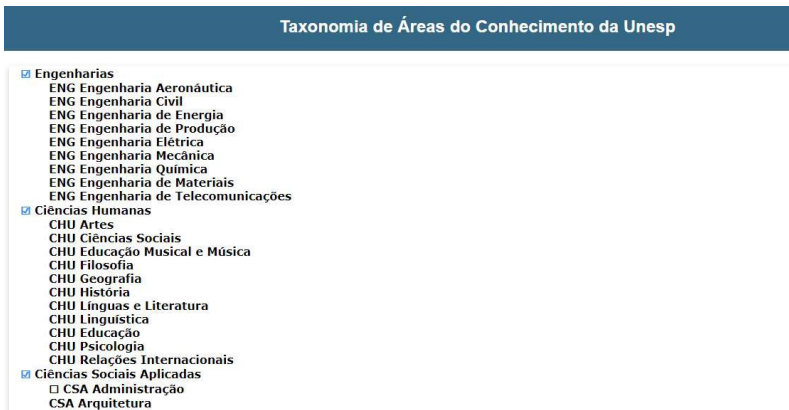 Taxonomia de Áreas do Conhecimento da Unesp
Engenharias
ENG Engenharia Aeronáutica
ENG Engenharia Civil
ENG Engenharia de Energia
ENG Engenharia de Produção
ENG Engenharia Elétrica
ENG Engenharia Mecânica
ENG Engenharia Química
ENG Engenharia de Materiais
ENG Engenharia de Telecomunicações
Ciências Humanas
CHU Artes
CHU Ciências Sociais
CHU Educação Musical e Música
CHU Filosofia
CHU Geografia
CHU História
CHU Línguas e Literatura
CHU Linguística
CHU Educação
CHU Psicologia
CHU Relações Internacionais
Ciências Sociais Aplicadas
CSA Administração
CSA Arquitetura